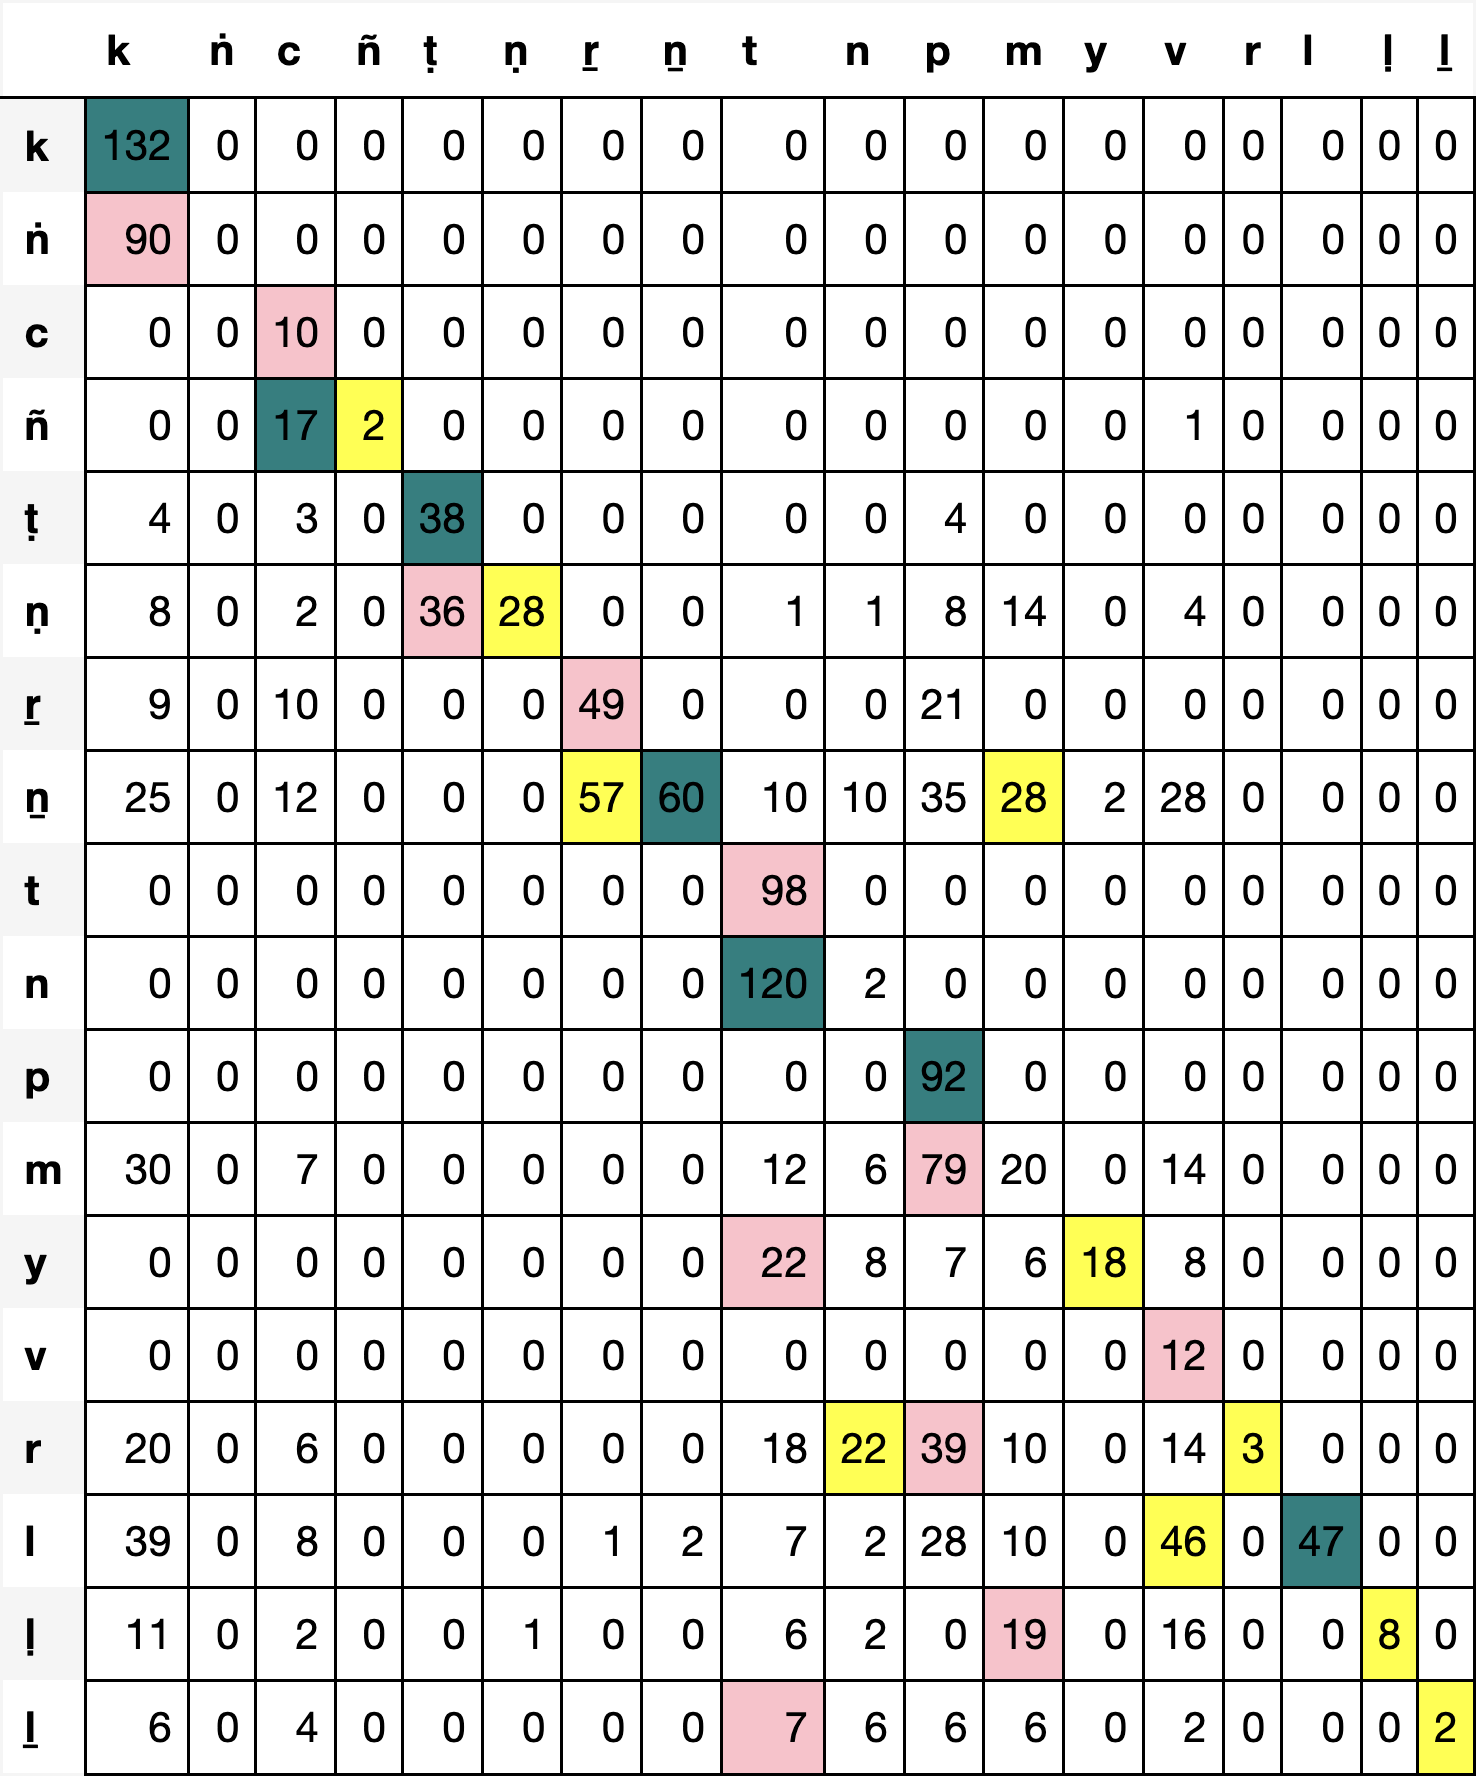 k ṅ c ñ ṭ ṇ ṟ ṉ t n p m y v r l ḷ ḻ
k 132 0 0 0 0 0 0 0 0 0 0 0 0 0 0 0 0 0
ṅ 90 0 0 0 0 0 0 0 0 0 0 0 0 0 0 0 0 0
c 0 0 10 0 0 0 0 0 0 0 0 0 0 0 0 0 0 0
ñ 0 0 17 2 0 0 0 0 0 0 0 0 0 1 0 0 0 0
ṭ 4 0 3 0 38 0 0 0 0 0 4 0 0 0 0 0 0 0
ṇ 8 0 2 0 36 28 0 0 1 1 8 14 0 4 0 0 0 0
ṟ 9 0 10 0 0 0 49 0 0 0 21 0 0 0 0 0 0 0
ṉ 25 0 12 0 0 0 57 60 10 10 35 28 2 28 0 0 0 0
t 0 0 0 0 0 0 0 0 98 0 0 0 0 0 0 0 0 0
n 0 0 0 0 0 0 0 0 120 2 0 0 0 0 0 0 0 0
p 0 0 0 0 0 0 0 0 0 0 92 0 0 0 0 0 0 0
m 30 0 7 0 0 0 0 0 12 6 79 20 0 14 0 0 0 0
y 0 0 0 0 0 0 0 0 22 8 7 6 18 8 0 0 0 0
v 0 0 0 0 0 0 0 0 0 0 0 0 0 12 0 0 0 0
r 20 0 6 0 0 0 0 0 18 22 39 10 0 14 3 0 0 0
l 39 0 8 0 0 0 1 2 7 2 28 10 0 46 0 47 0 0
ḷ 11 0 2 0 0 1 0 0 6 2 0 19 0 16 0 0 8 0
ḻ 6 0 4 0 0 0 0 0 7 6 6 6 0 2 0 0 0 2